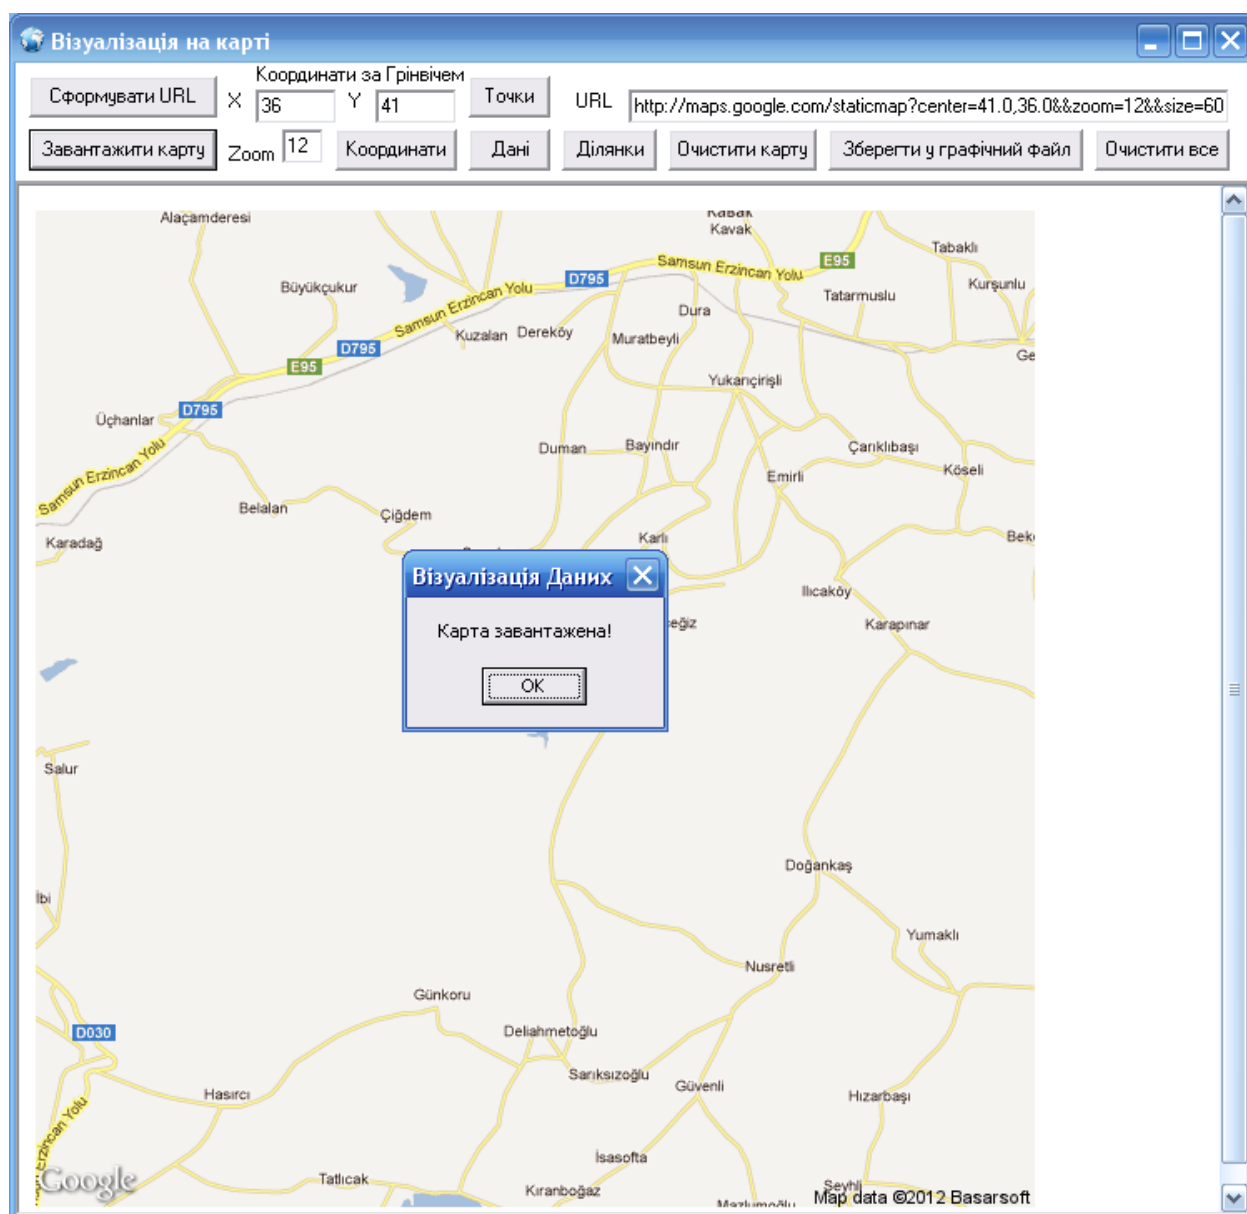 Візуалізація на карті
Координати за Грінвічем
Сформувати URL X 36 Y 41 Точки URL http://maps.google.com/staticmap?center=41.0,36.0&&zoom=12&&size=60
Завантажити карту Zoom 12 Координати Дані Ділянки Очистити карту Зберегти у графічний файл Очистити все
Alaçamderesi
Kavak
Tabaklı
Samsun Erzincan Yolu
E95
D795
Büyükçukur
Kurşunlu
Samsun Erzincan Yolu
Tatarmuslu
Dura
Kuzalan
Dereköy
Muratbeyli
D795
E95
Yukarıçirişli
D795
Üçhanlar
Samsun Erzincan Yolu
Duman
Bayındır
Çarıklıbaşı
Köseli
Emirli
Belalan
Çiğdem
Karadağ
Karlı
Візуалізація Даних
Карта завантажена!
OK
Ilıcaköy
Karapınar
Salur
Doğankaş
İbi
Yumaklı
Nusretli
Günkoru
D030
Deliahmetoğlu
Sarıksızoğlu
Güvenli
Hasırcı
Hızarbaşı
İsasofta
Google
Tatlıcak
Kıranboğaz
Map data ©2012 Basarsoft